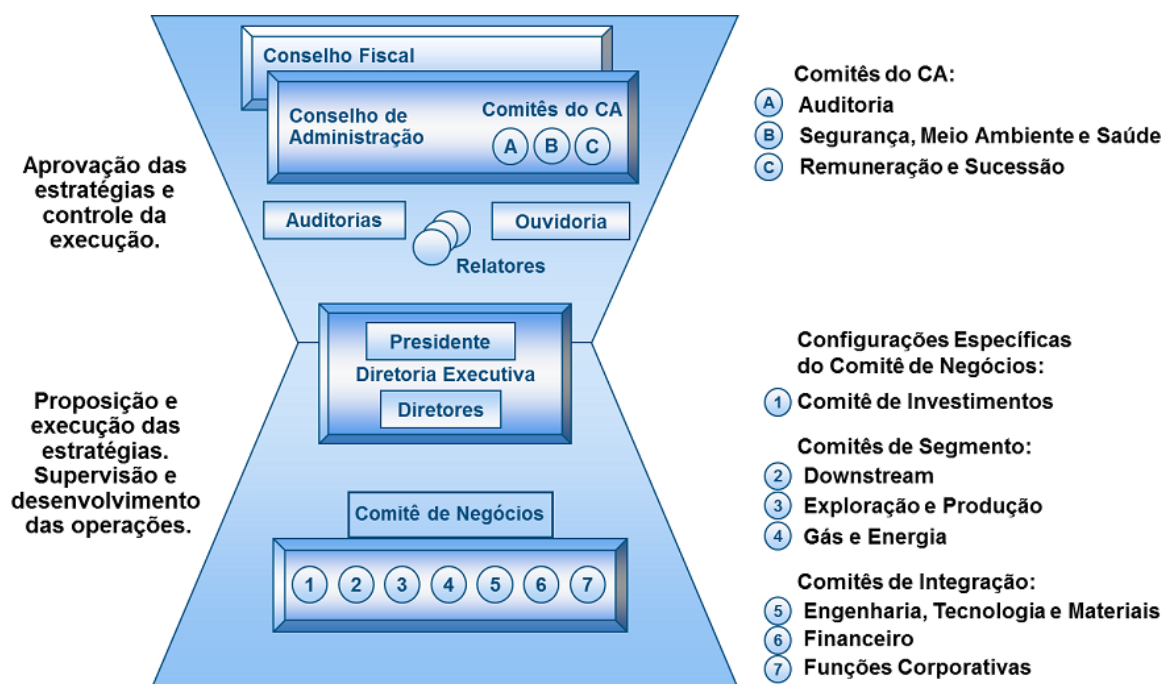 Conselho Fiscal
Conselho de
Administração
Comitês do CA
A B C
Aprovação das
estratégias e
controle da
execução.
Auditorias
Ouvidoria
Relatores
Comitês do CA:
A Auditoria
B Segurança, Meio Ambiente e Saúde
C Remuneração e Sucessão
Presidente
Diretoria Executiva
Diretores
Proposição e
execução das
estratégias.
Supervisão e
desenvolvimento
das operações.
Comitê de Negócios
1 2 3 4 5 6 7
Configurações Específicas
do Comitê de Negócios:
1 Comitê de Investimentos
Comitês de Segmento:
2 Downstream
3 Exploração e Produção
4 Gás e Energia
Comitês de Integração:
5 Engenharia, Tecnologia e Materiais
6 Financeiro
7 Funções Corporativas